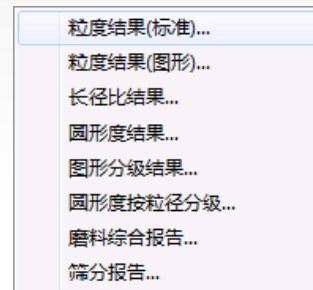 粒度结果(标准)...
粒度结果(图形)...
长径比结果...
圆形度结果...
图形分级结果...
圆形度按粒径分级...
磨料综合报告...
筛分报告...